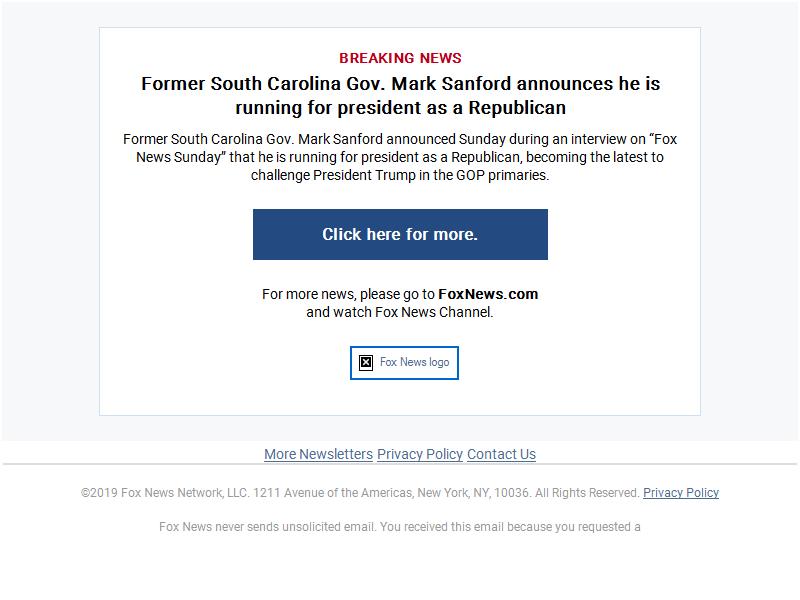 BREAKING NEWS
Former South Carolina Gov. Mark Sanford announces he is
running for president as a Republican
Former South Carolina Gov. Mark Sanford announced Sunday during an interview on “Fox
News Sunday” that he is running for president as a Republican, becoming the latest to
challenge President Trump in the GOP primaries.
Click here for more.
For more news, please go to FoxNews.com
and watch Fox News Channel.
Fox News logo
More Newsletters Privacy Policy Contact Us
©2019 Fox News Network, LLC. 1211 Avenue of the Americas, New York, NY, 10036. All Rights Reserved. Privacy Policy
Fox News never sends unsolicited email. You received this email because you requested a